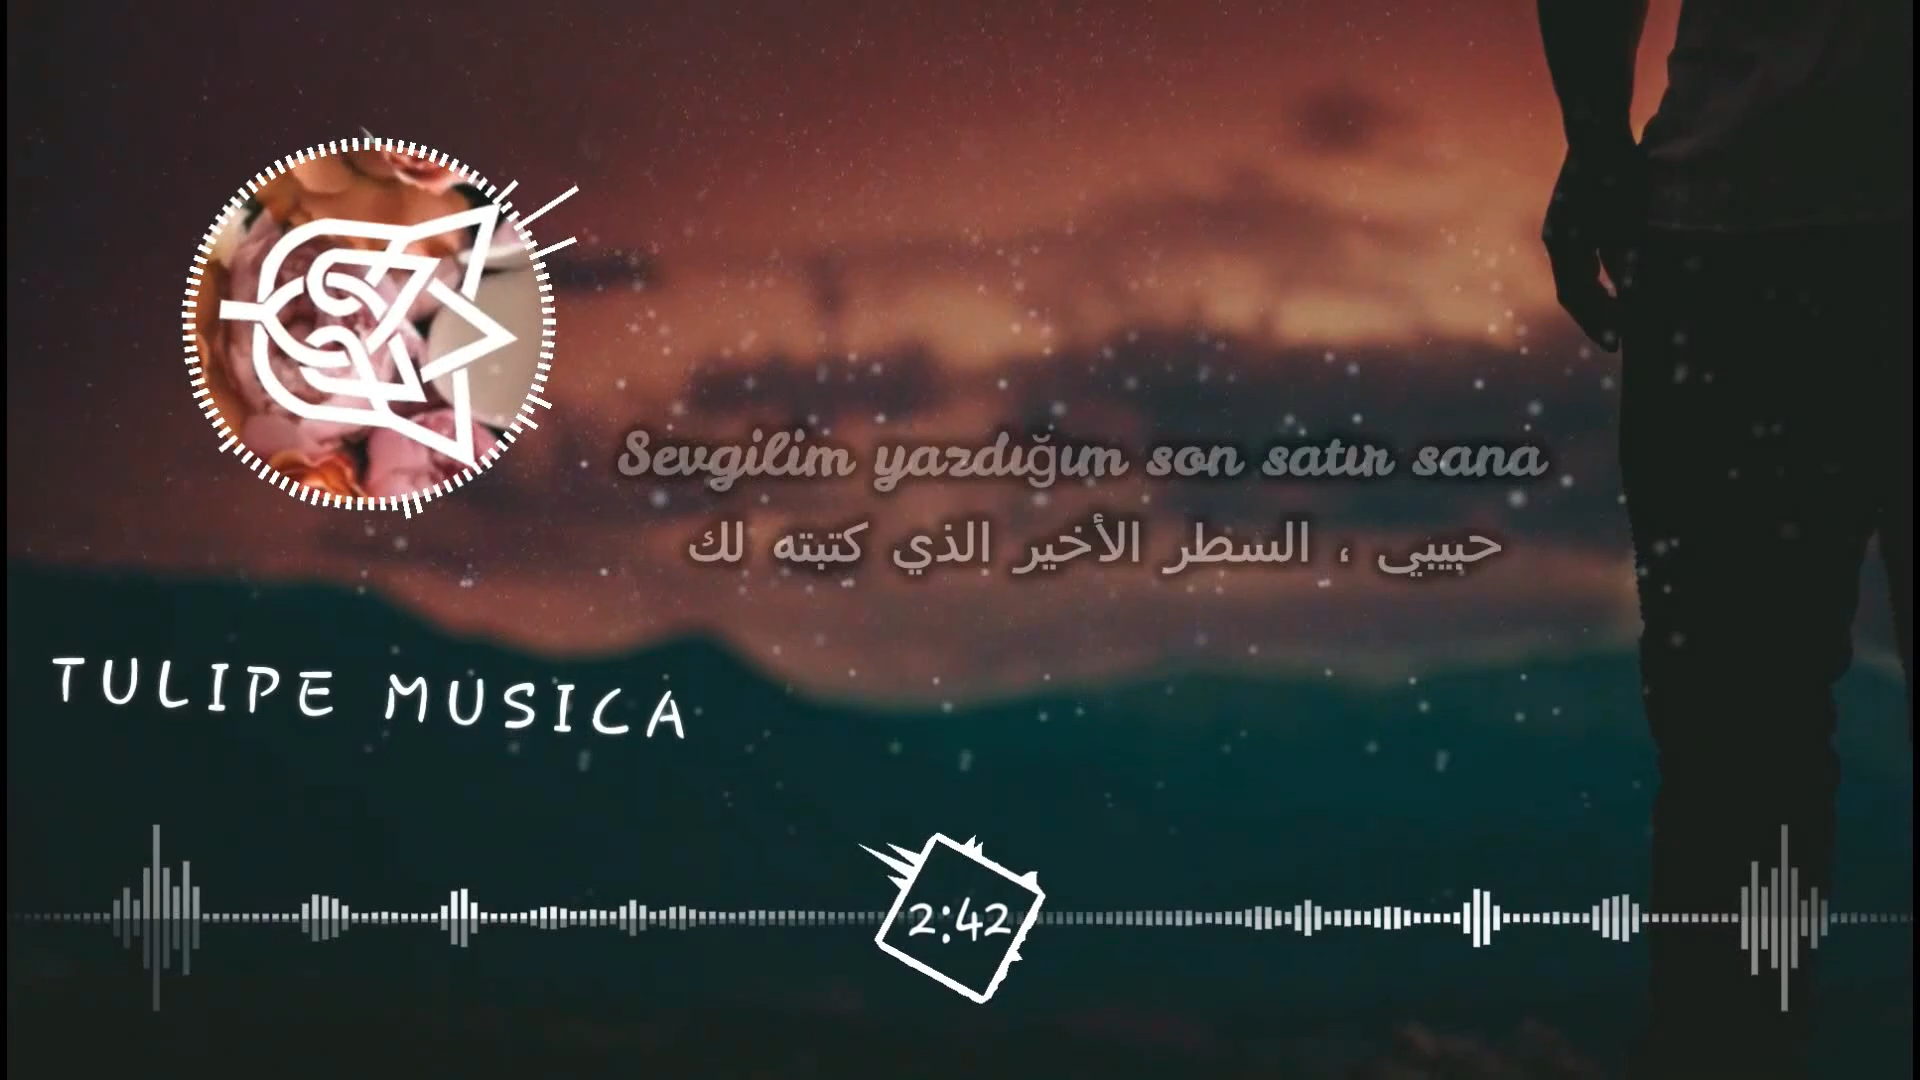 Sevgilim yazdığım son satır sana
حبيبي ، السطر الأخير الذي كتبته لك
TULIPE MUSICA
2:42